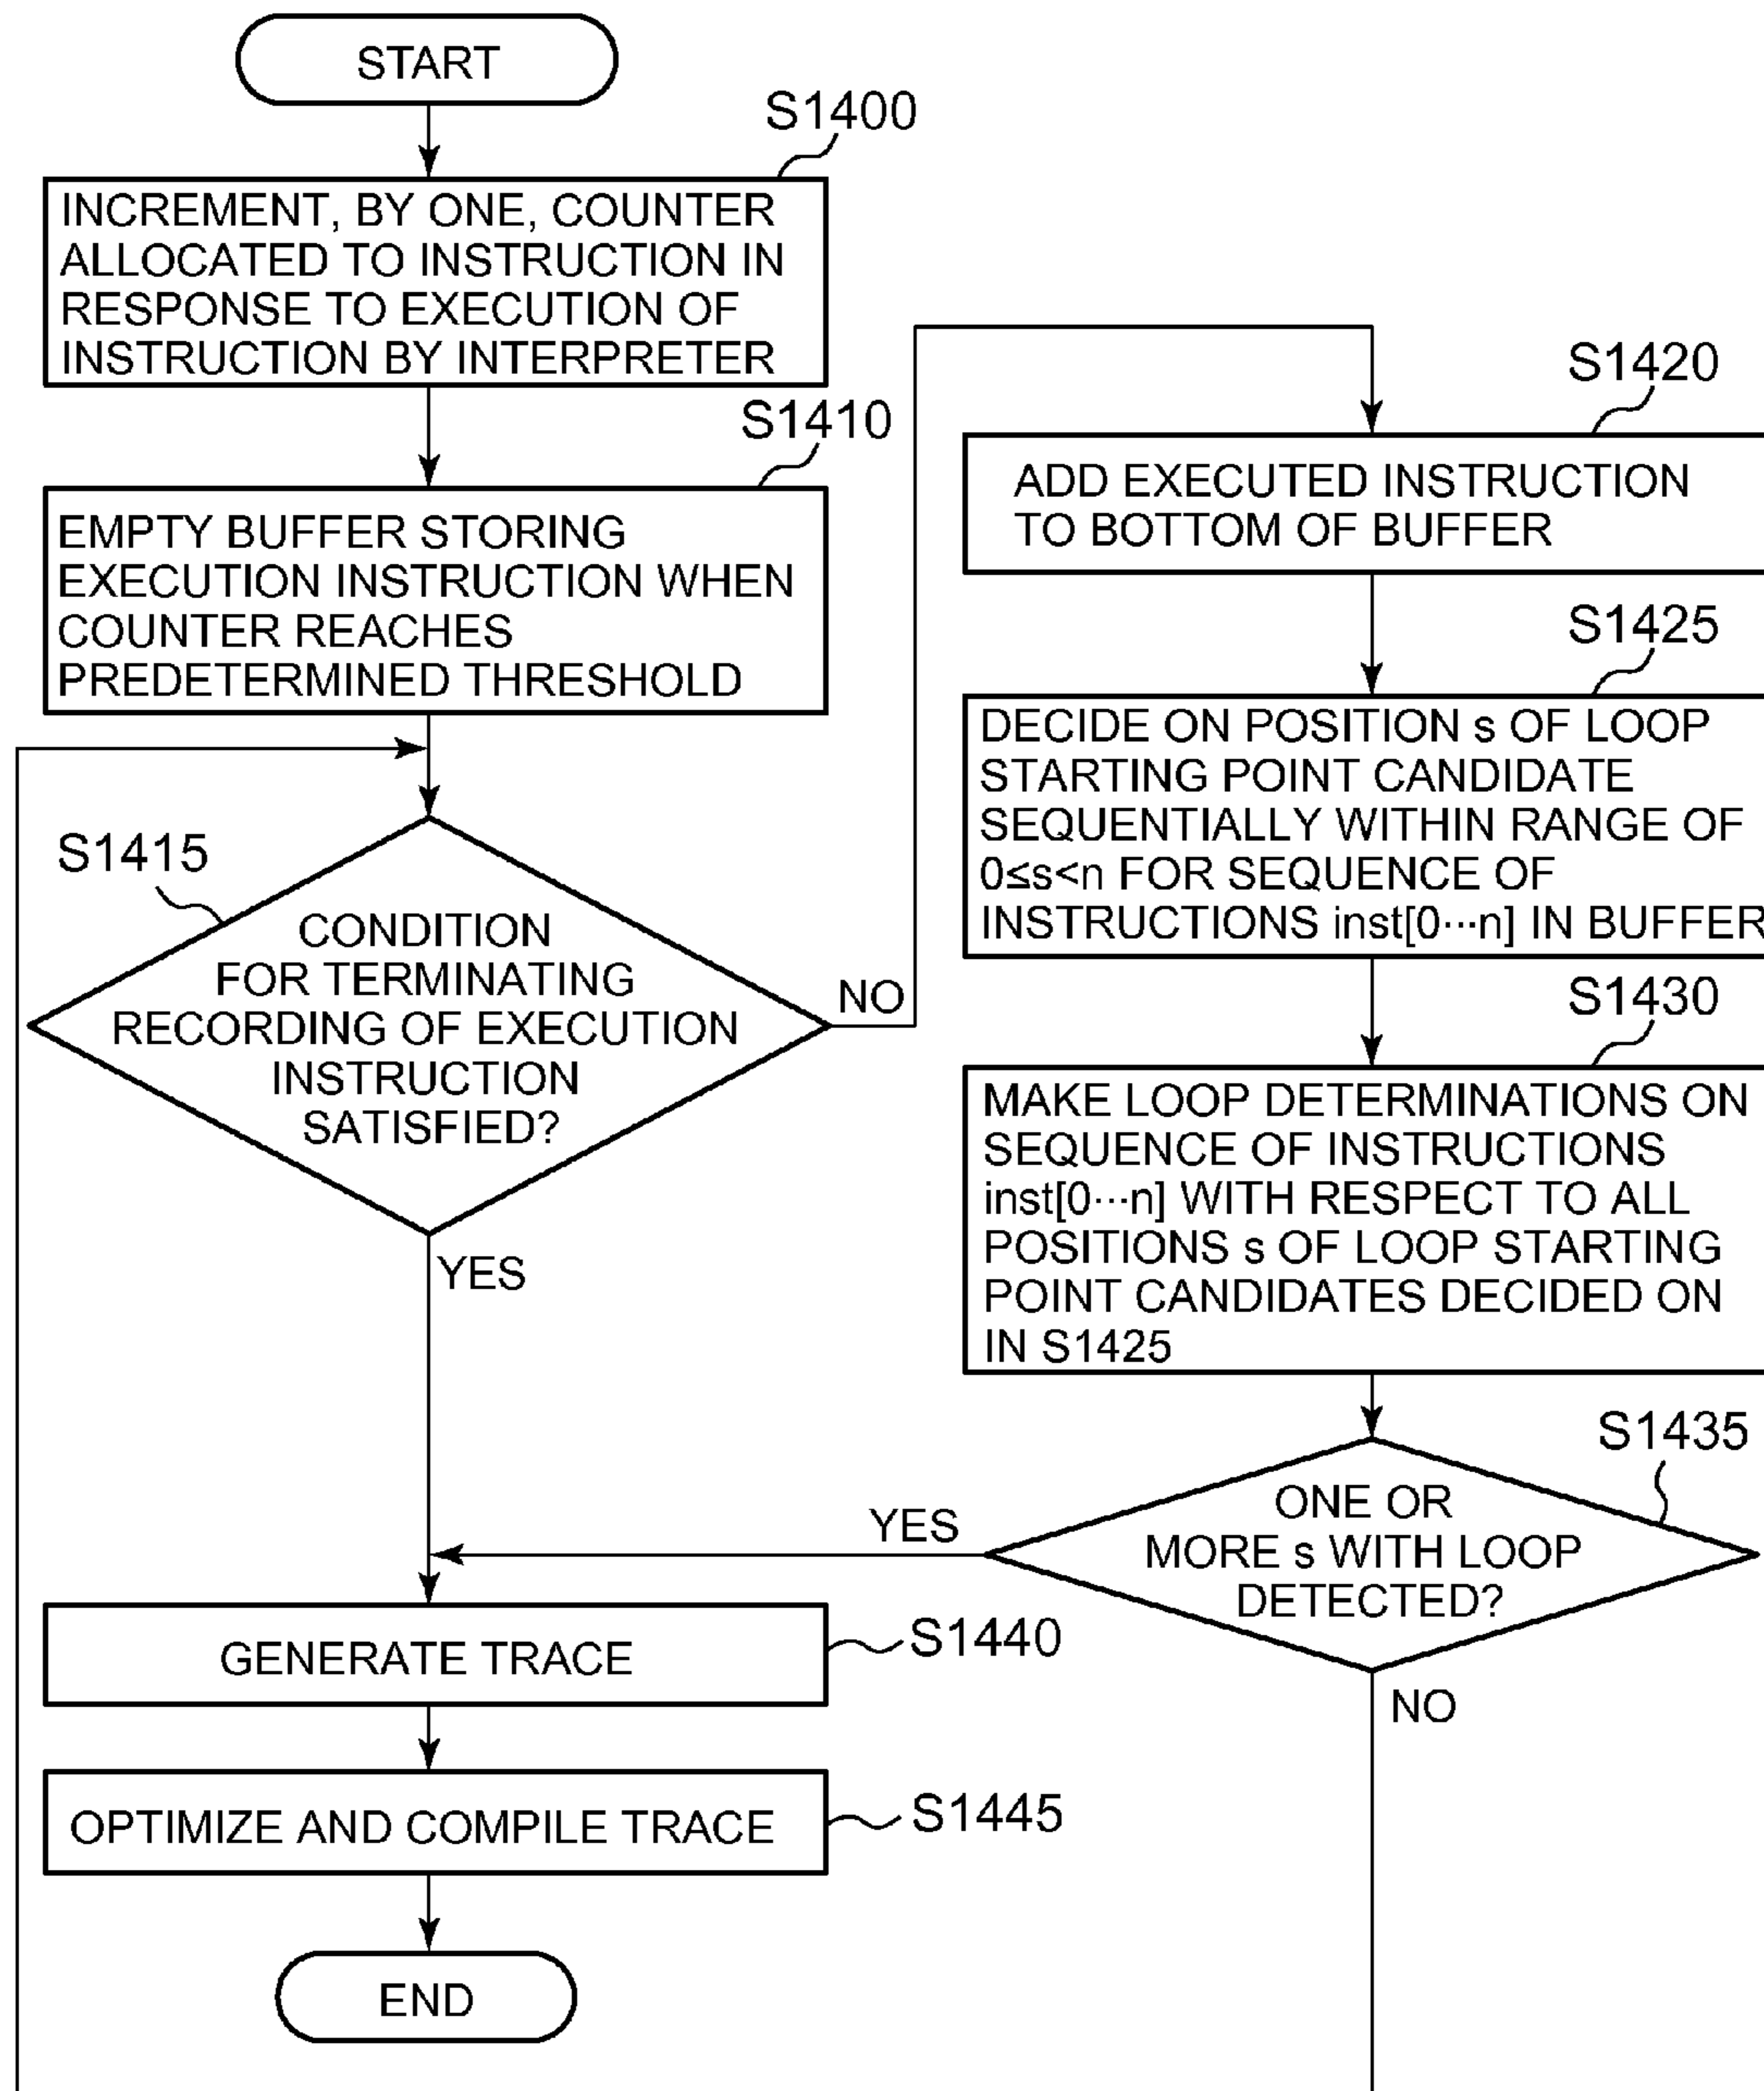 START
S1400
INCREMENT, BY ONE, COUNTER
ALLOCATED TO INSTRUCTION IN
RESPONSE TO EXECUTION OF
INSTRUCTION BY INTERPRETER
S1410
EMPTY BUFFER STORING
EXECUTION INSTRUCTION WHEN
COUNTER REACHES
PREDETERMINED THRESHOLD
S1415
CONDITION
FOR TERMINATING
RECORDING OF EXECUTION
INSTRUCTION
SATISFIED?
NO
YES
S1420
ADD EXECUTED INSTRUCTION
TO BOTTOM OF BUFFER
S1425
DECIDE ON POSITION s OF LOOP
STARTING POINT CANDIDATE
SEQUENTIALLY WITHIN RANGE OF
0≤s<n FOR SEQUENCE OF
INSTRUCTIONS inst[0···n] IN BUFFER
S1430
MAKE LOOP DETERMINATIONS ON
SEQUENCE OF INSTRUCTIONS
inst[0···n] WITH RESPECT TO ALL
POSITIONS s OF LOOP STARTING
POINT CANDIDATES DECIDED ON
IN S1425
S1435
ONE OR
MORE s WITH LOOP
DETECTED?
YES
NO
GENERATE TRACE
S1440
OPTIMIZE AND COMPILE TRACE
S1445
END